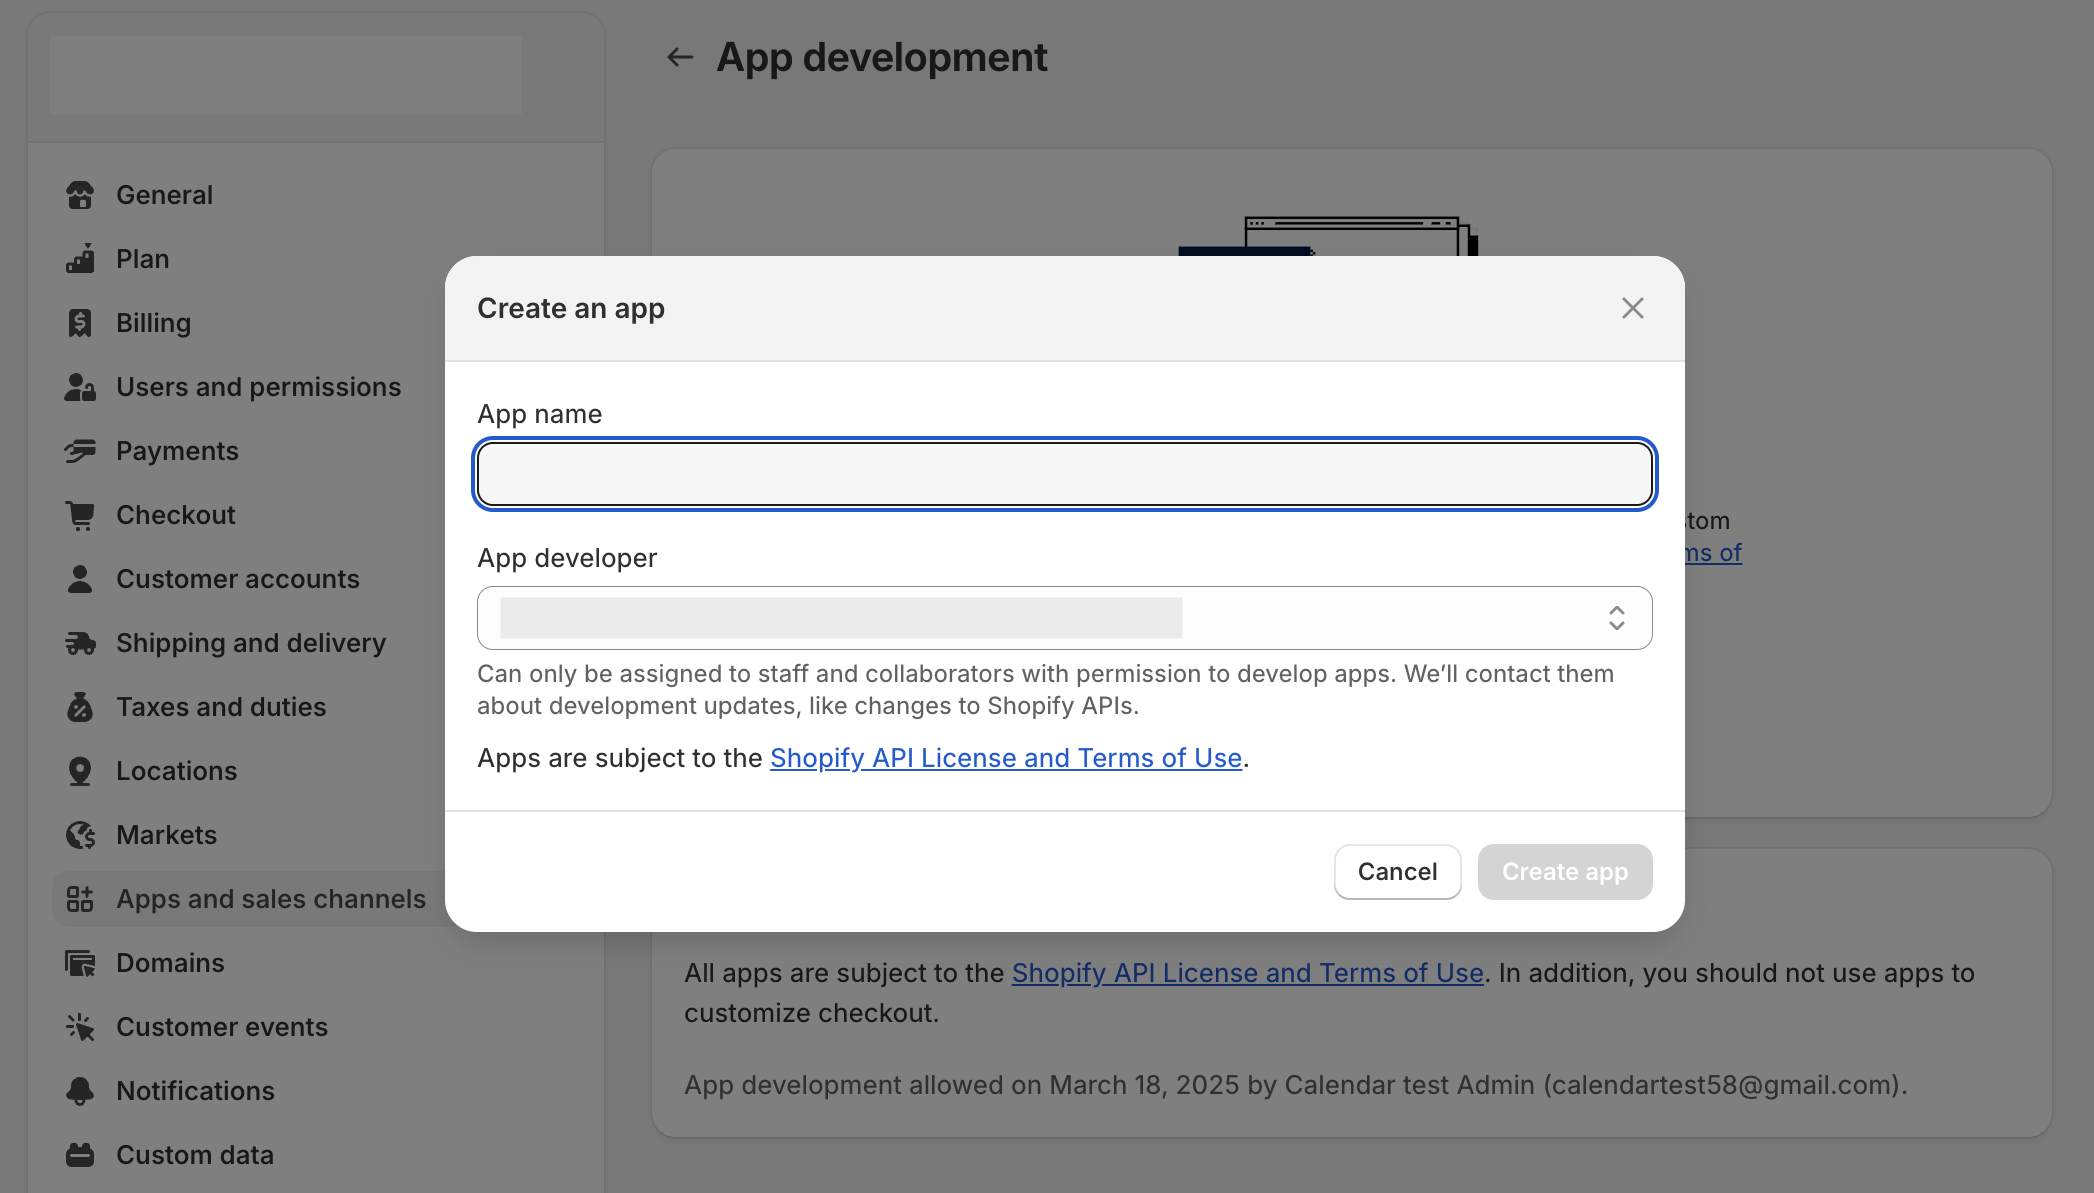 App development
General
Plan
Billing
Users and permissions
Payments
Checkout
Customer accounts
Shipping and delivery
Taxes and duties
Locations
Markets
Apps and sales channels
Domains
Customer events
Notifications
Custom data
Create an app
App name
App developer
Can only be assigned to staff and collaborators with permission to develop apps. We’ll contact them
about development updates, like changes to Shopify APIs.
Apps are subject to the Shopify API License and Terms of Use.
Cancel
Create app
of
All apps are subject to the Shopify API License and Terms of Use. In addition, you should not use apps to
customize checkout.
App development allowed on March 18, 2025 by Calendar test Admin (calendartest58@gmail.com).